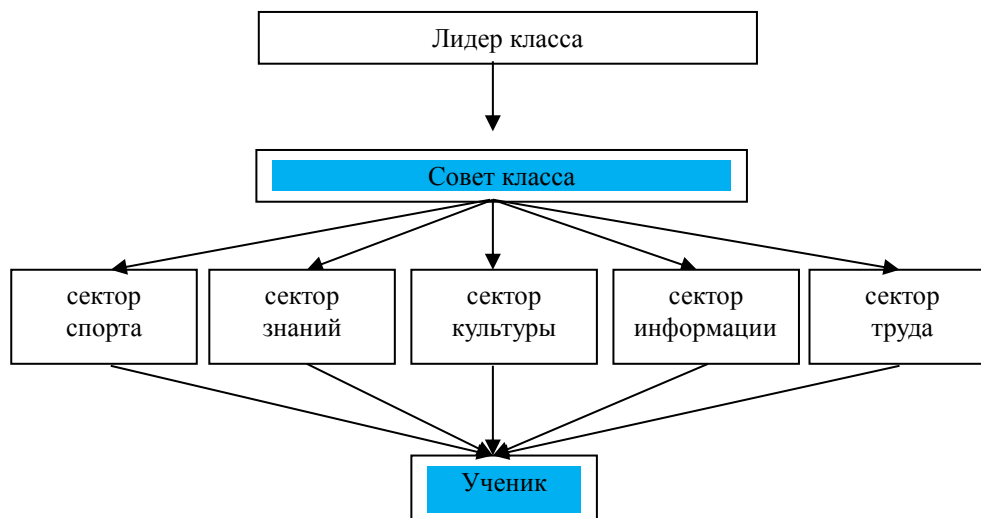 Лидер класса
Совет класса
сектор
спорта
сектор
знаний
сектор
культуры
сектор
информации
сектор
труда
Ученик